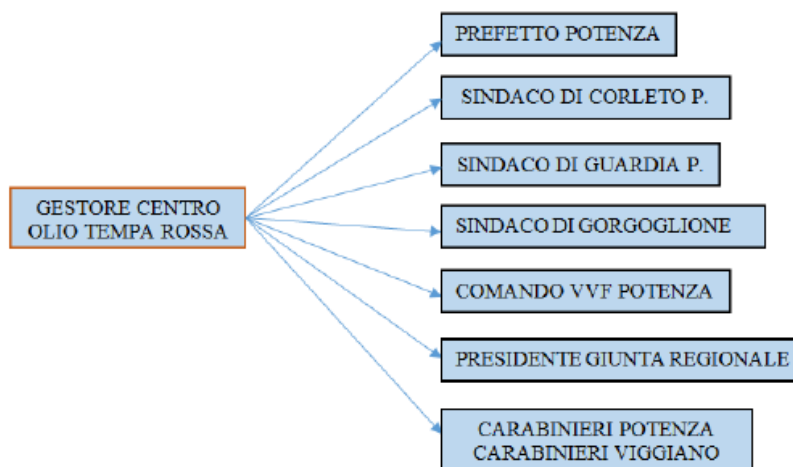 PREFETTO POTENZA
SINDACO DI CORLETO P.
SINDACO DI GUARDIA P.
GESTORE CENTRO
OLIO TEMPA ROSSA
SINDACO DI GORGOGLIONE
COMANDO VVF POTENZA
PRESIDENTE GIUNTA REGIONALE
CARABINIERI POTENZA
CARABINIERI VIGGIANO